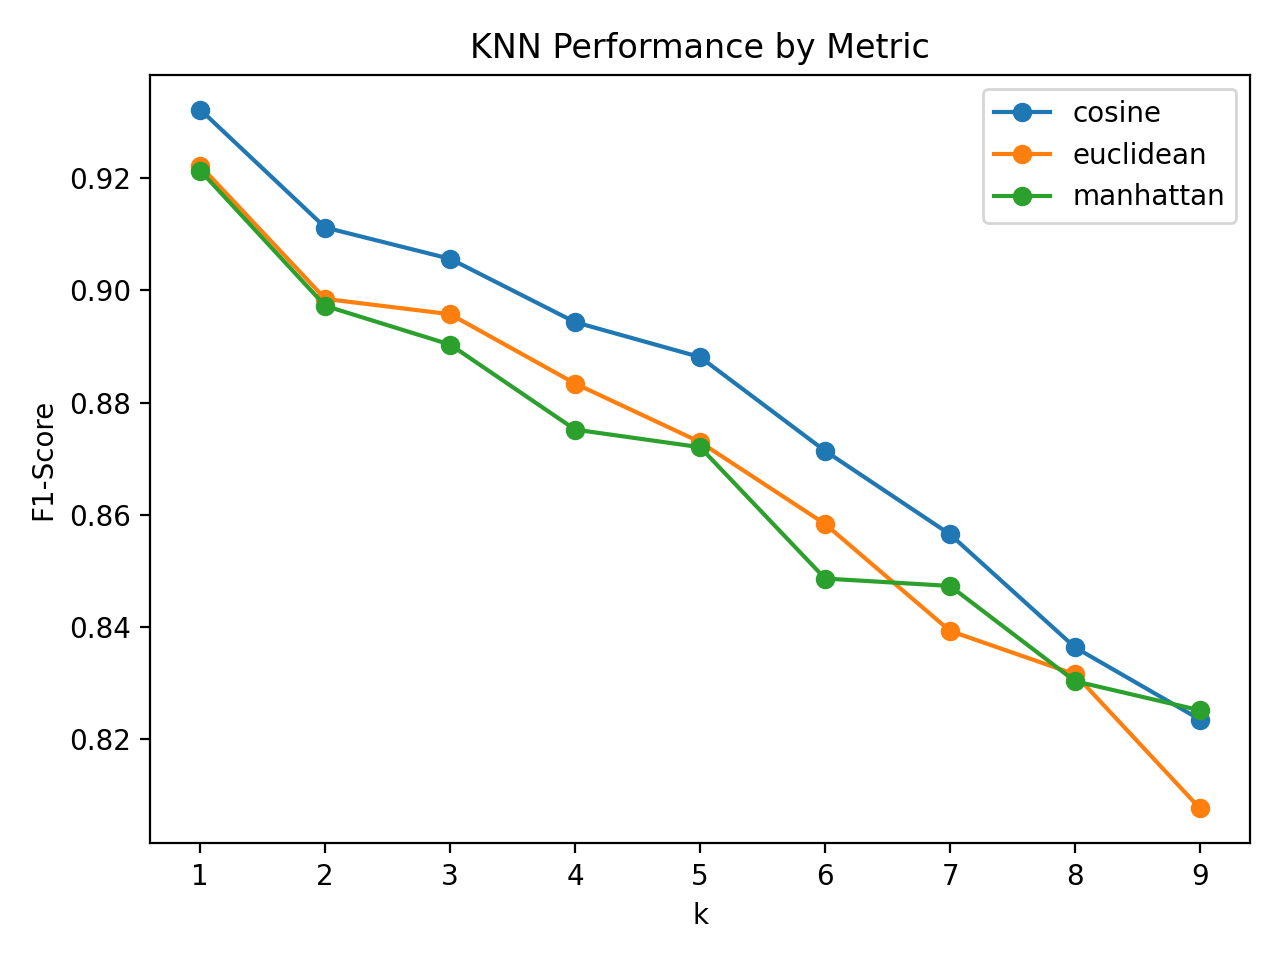 KNN Performance by Metric
cosine
euclidean
manhattan
F1-Score
0.92
0.90
0.88
0.86
0.84
0.82
1 2 3 4 5 6 7 8 9
k